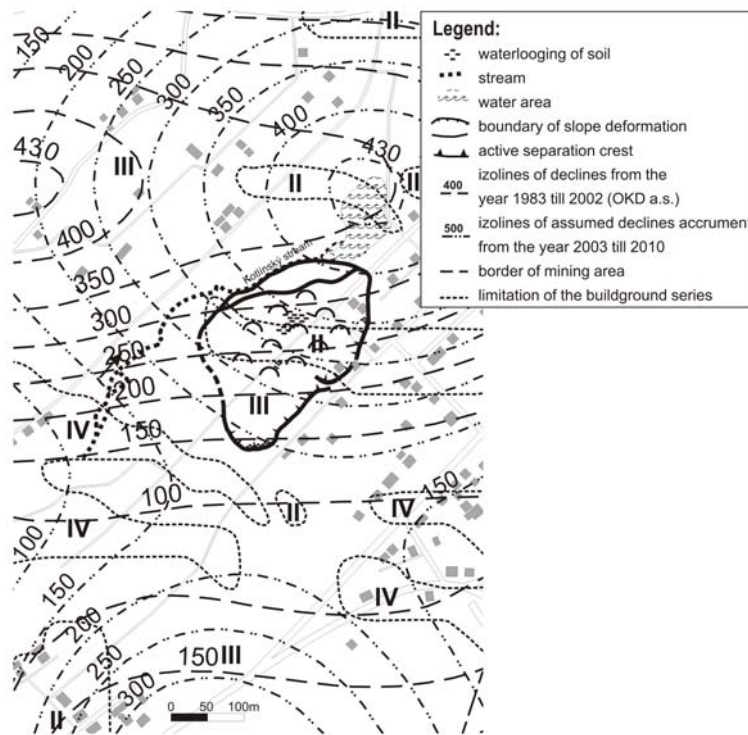 II
150
200
250
300
350
400
430
430
III
II
II
400
350
300
250
200
150
Kotlinský stream
II
III
IV
100
150
IV
II
IV
100
150
IV
200
250
300
150
III
II
0 50 100m
Legend:
waterlooging of soil
stream
water area
boundary of slope deformation
active separation crest
400
izolines of declines from the
year 1983 till 2002 (OKD a.s.)
500
izolines of assumed declines accrument
from the year 2003 till 2010
border of mining area
limitation of the buildground series